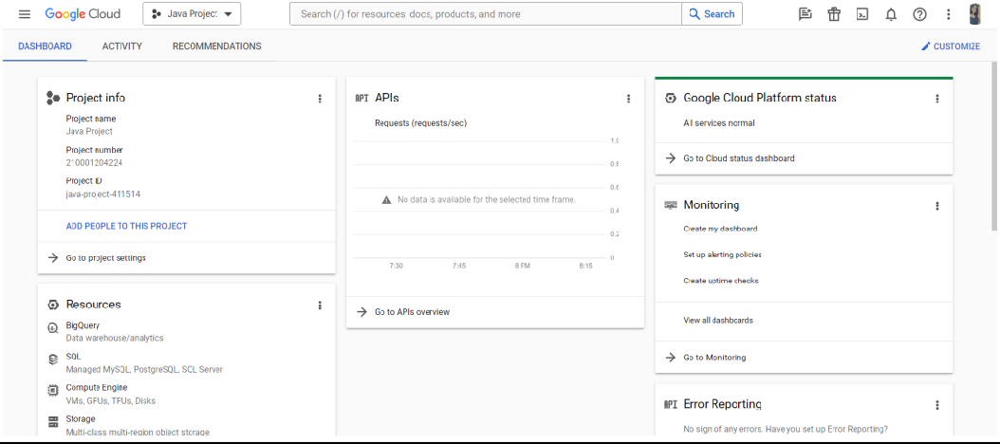 Google Cloud
Java Project
Search (/) for resources, docs, products, and more
Search
DASHBOARD
ACTIVITY
RECOMMENDATIONS
CUSTOMIZE
Project info
Project name
Java Project
Project number
210001204224
Project ID
java-project-411514
ADD PEOPLE TO THIS PROJECT
Go to project settings
Resources
BigQuery
Data warehouse/analytics
SQL
Managed MySQL, PostgreSQL, SQL Server
Compute Engine
VMs, GPUs, TPUs, Disks
Storage
Multi-class multi-region object storage
API APIs
Requests (requests/sec)
1.0
0.8
0.6
No data is available for the selected time frame.
0.4
0.2
0
7:30
7:45
8 PM
8:15
Go to APIs overview
Google Cloud Platform status
All services normal
Go to Cloud status dashboard
Monitoring
Create my dashboard
Set up alerting policies
Create uptime checks
View all dashboards
Go to Monitoring
API Error Reporting
No sign of any errors. Have you set up Error Reporting?